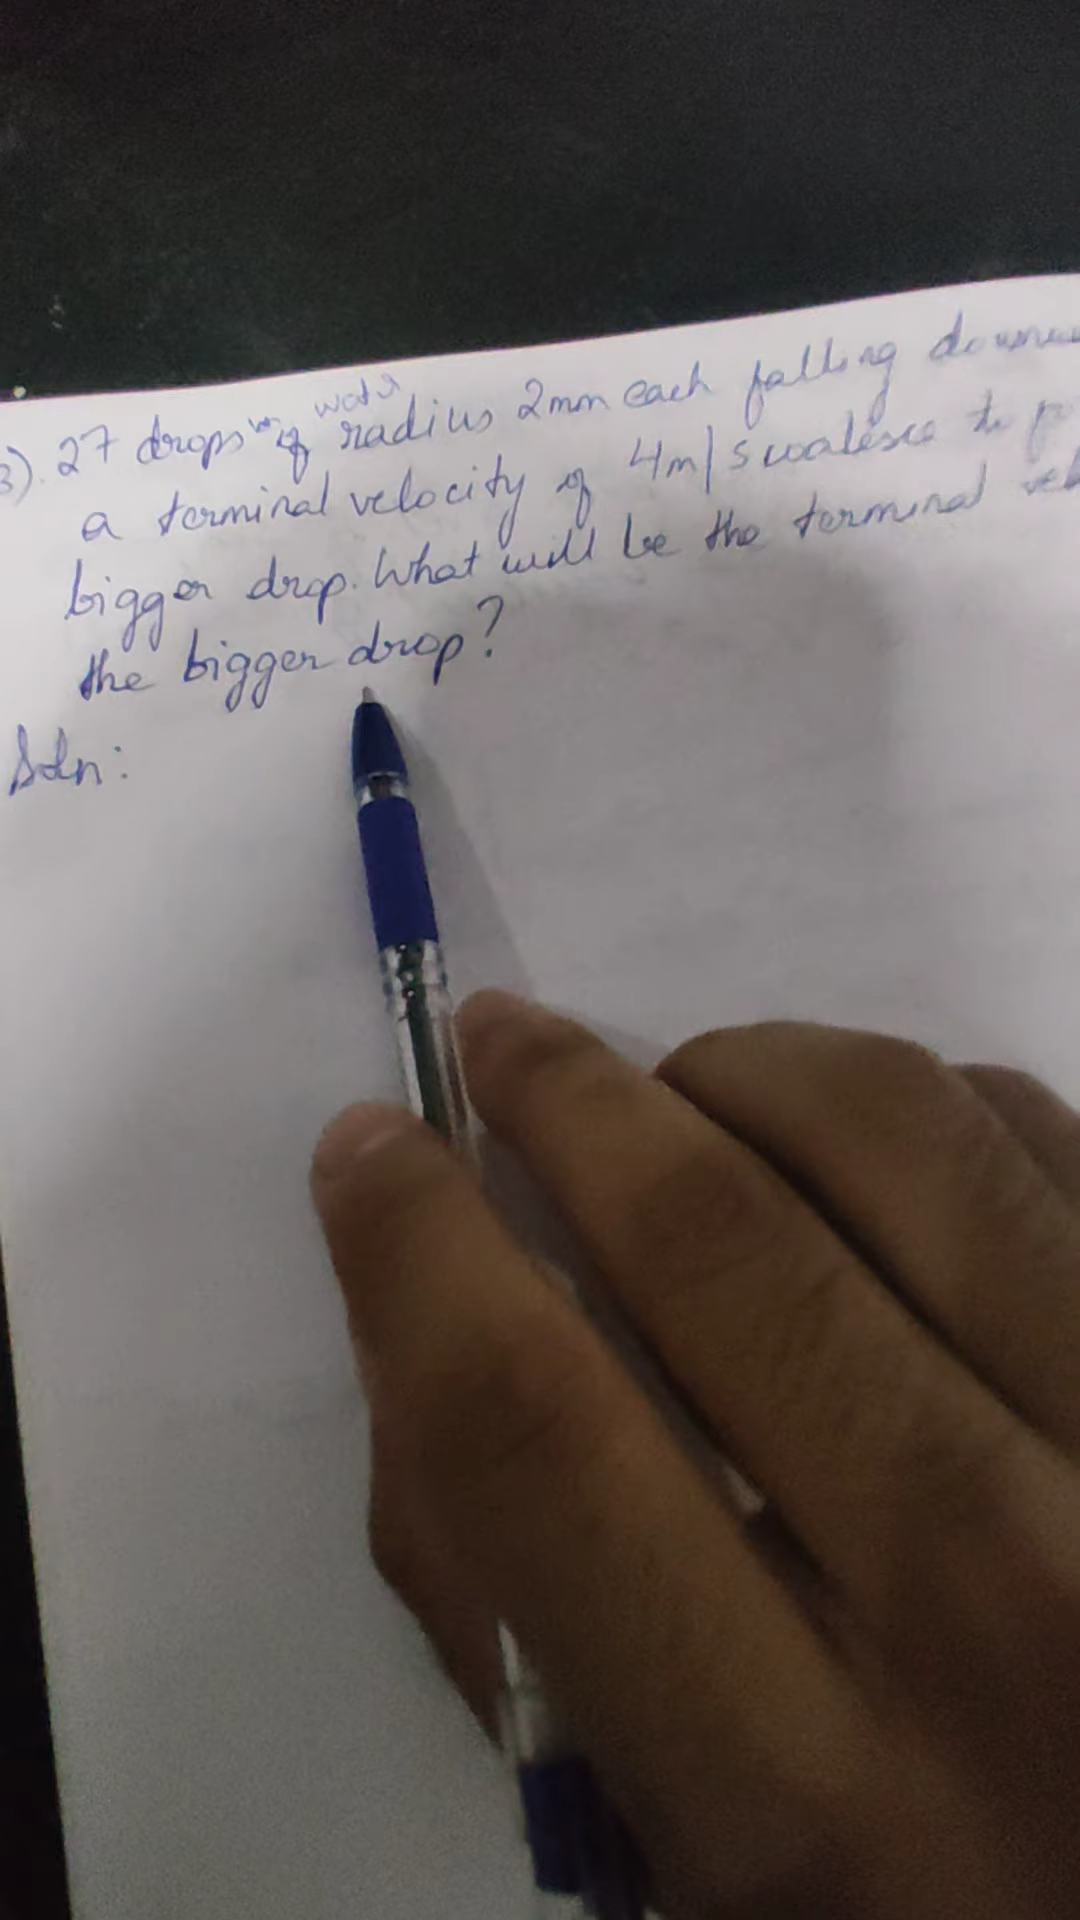 3). 27 drops of water radius 2mm each falling
a terminal velocity of 4m/s coalesce to
bigger drop. What will be the terminal
the bigger drop?
Soln: